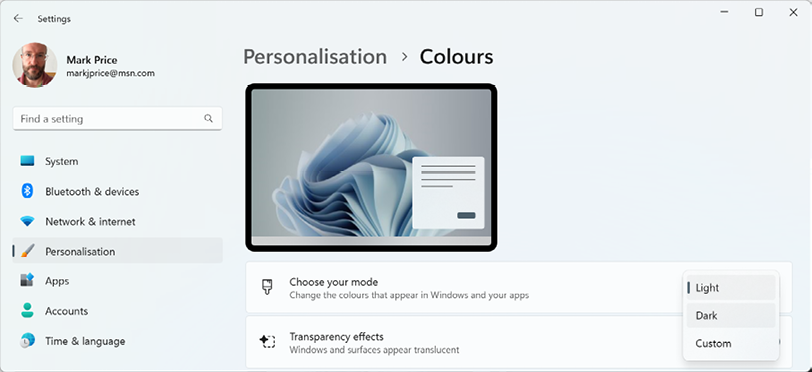 Settings
Mark Price
markjprice@msn.com
Find a setting
System
Bluetooth & devices
Network & internet
Personalisation
Apps
Accounts
Time & language
Personalisation > Colours
Choose your mode
Change the colours that appear in Windows and your apps
Light
Dark
Custom
Transparency effects
Windows and surfaces appear translucent